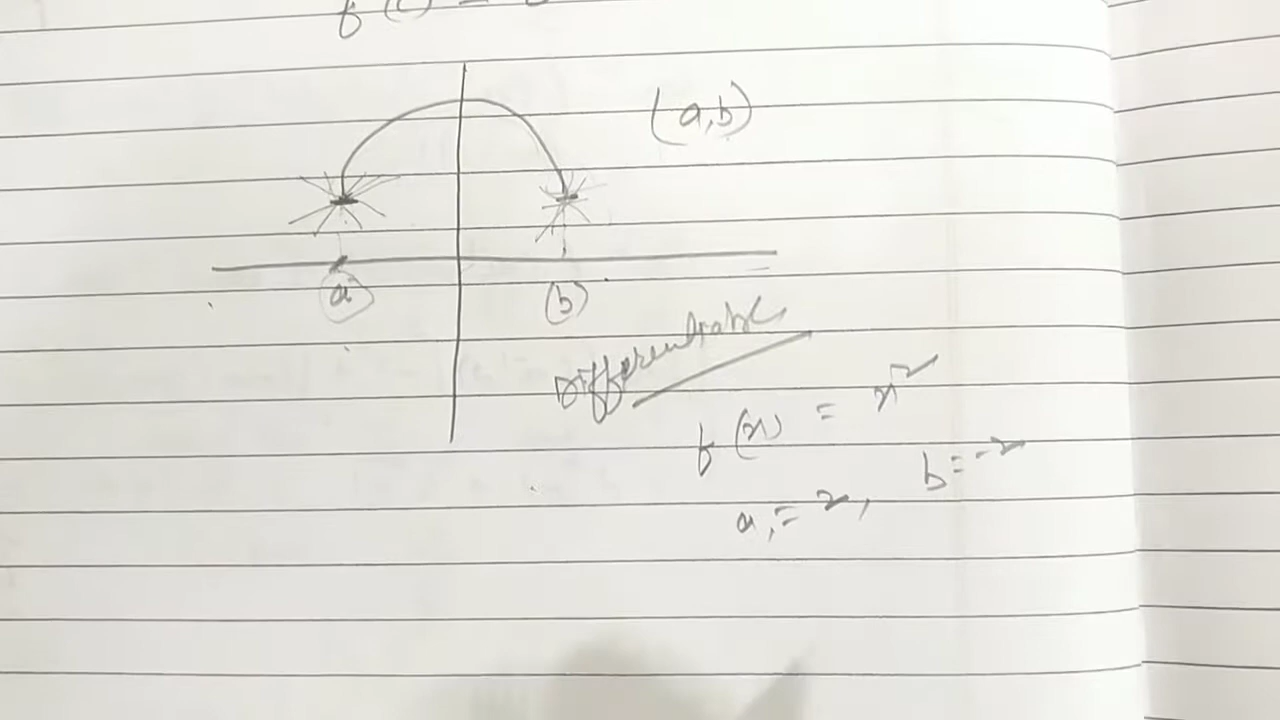 f (c) =
(a,b)
a
(b)
Differentiable
f (x) = x²
a, = 2, b = -2